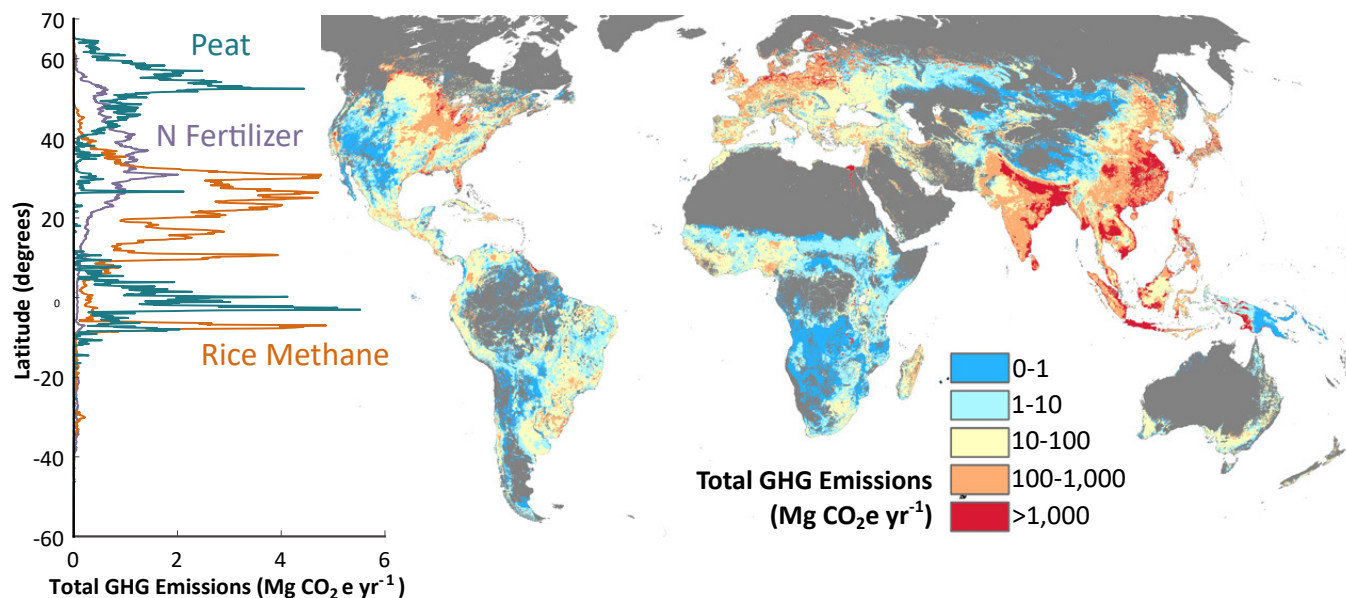 70
60
40
20
0
-20
-40
-60
Latitude (degrees)
Peat
N Fertilizer
Rice Methane
0 2 4 6
Total GHG Emissions (Mg CO₂e yr⁻¹)
Total GHG Emissions
(Mg CO₂e yr⁻¹)
0-1
1-10
10-100
100-1,000
>1,000